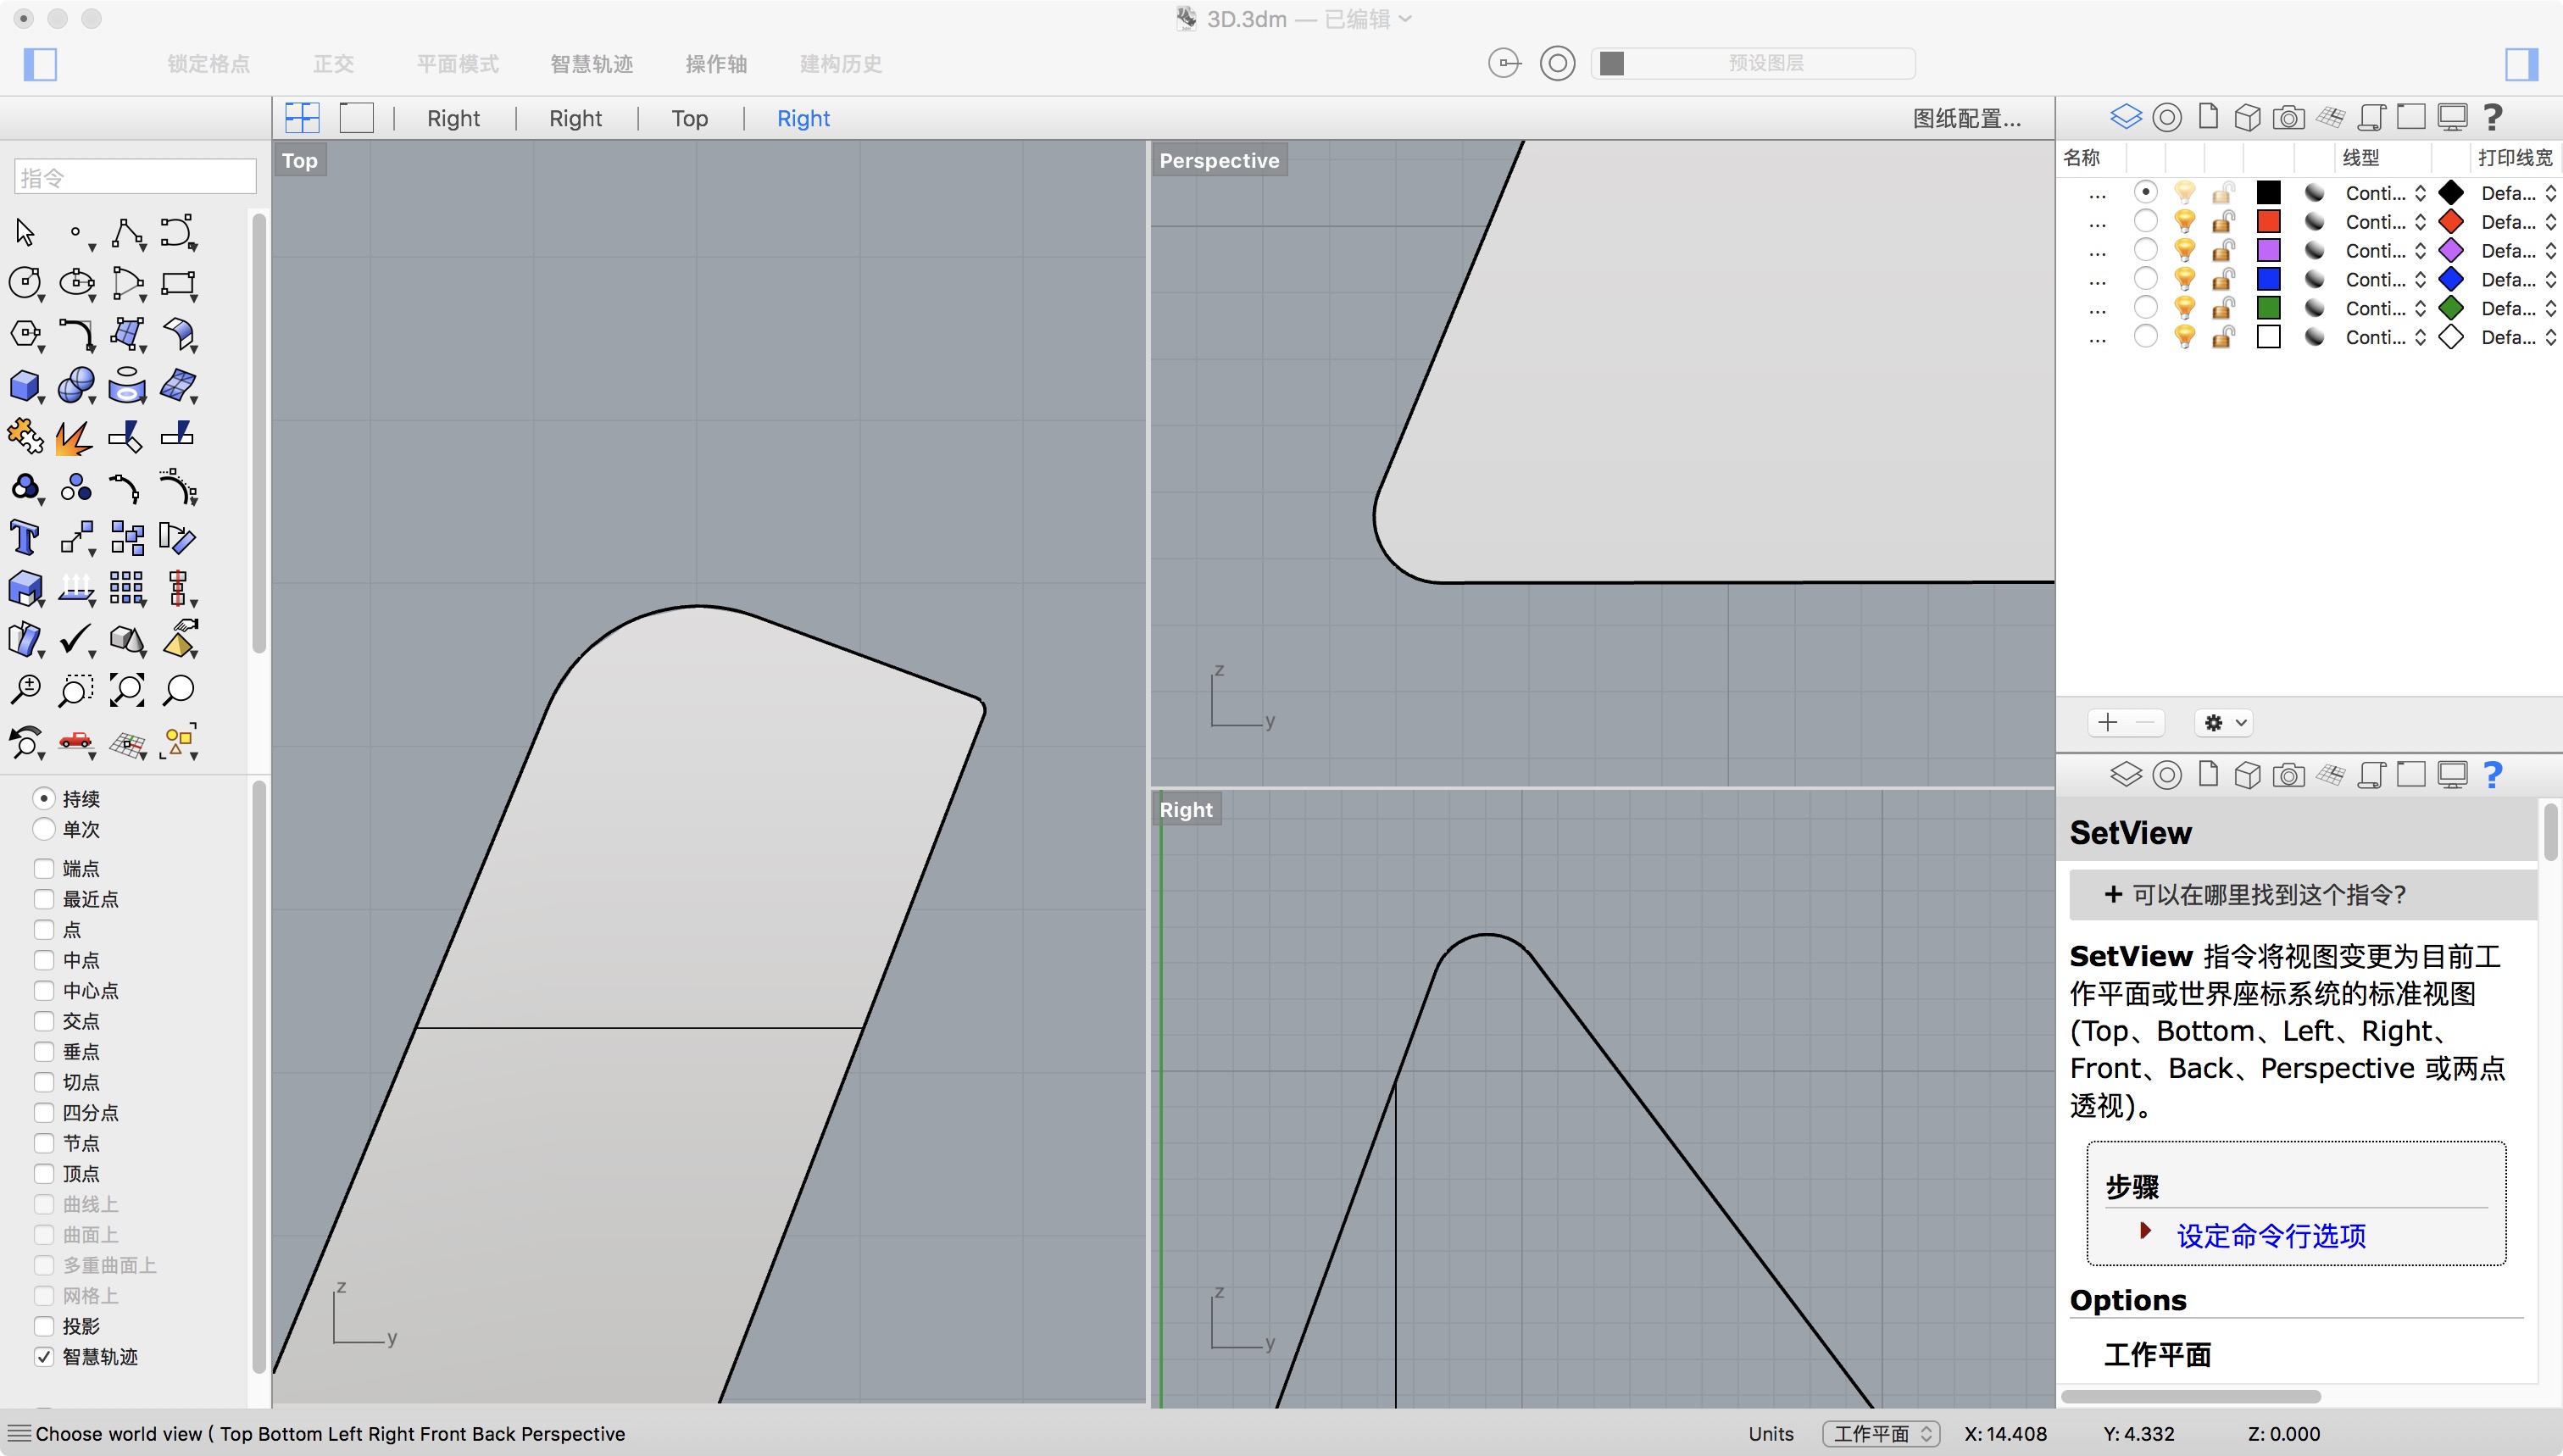 3D.3dm — 已编辑
锁定格点 正交 平面模式 智慧轨迹 操作轴 建构历史 预设图层
Right Right Top Right 图纸配置...
指令
持续
单次
端点
最近点
点
中点
中心点
交点
垂点
切点
四分点
节点
顶点
曲线上
曲面上
多重曲面上
网格上
投影
智慧轨迹
Top
z
y
Perspective
z
y
Right
z
y
名称 线型 打印线宽
... Conti... Defa...
... Conti... Defa...
... Conti... Defa...
... Conti... Defa...
... Conti... Defa...
... Conti... Defa...
SetView
+ 可以在哪里找到这个指令?
SetView 指令将视图变更为目前工
作平面或世界座标系统的标准视图
(Top、Bottom、Left、Right、
Front、Back、Perspective 或两点
透视)。
步骤
设定命令行选项
Options
工作平面
Choose world view ( Top Bottom Left Right Front Back Perspective
Units 工作平面 X: 14.408 Y: 4.332 Z: 0.000